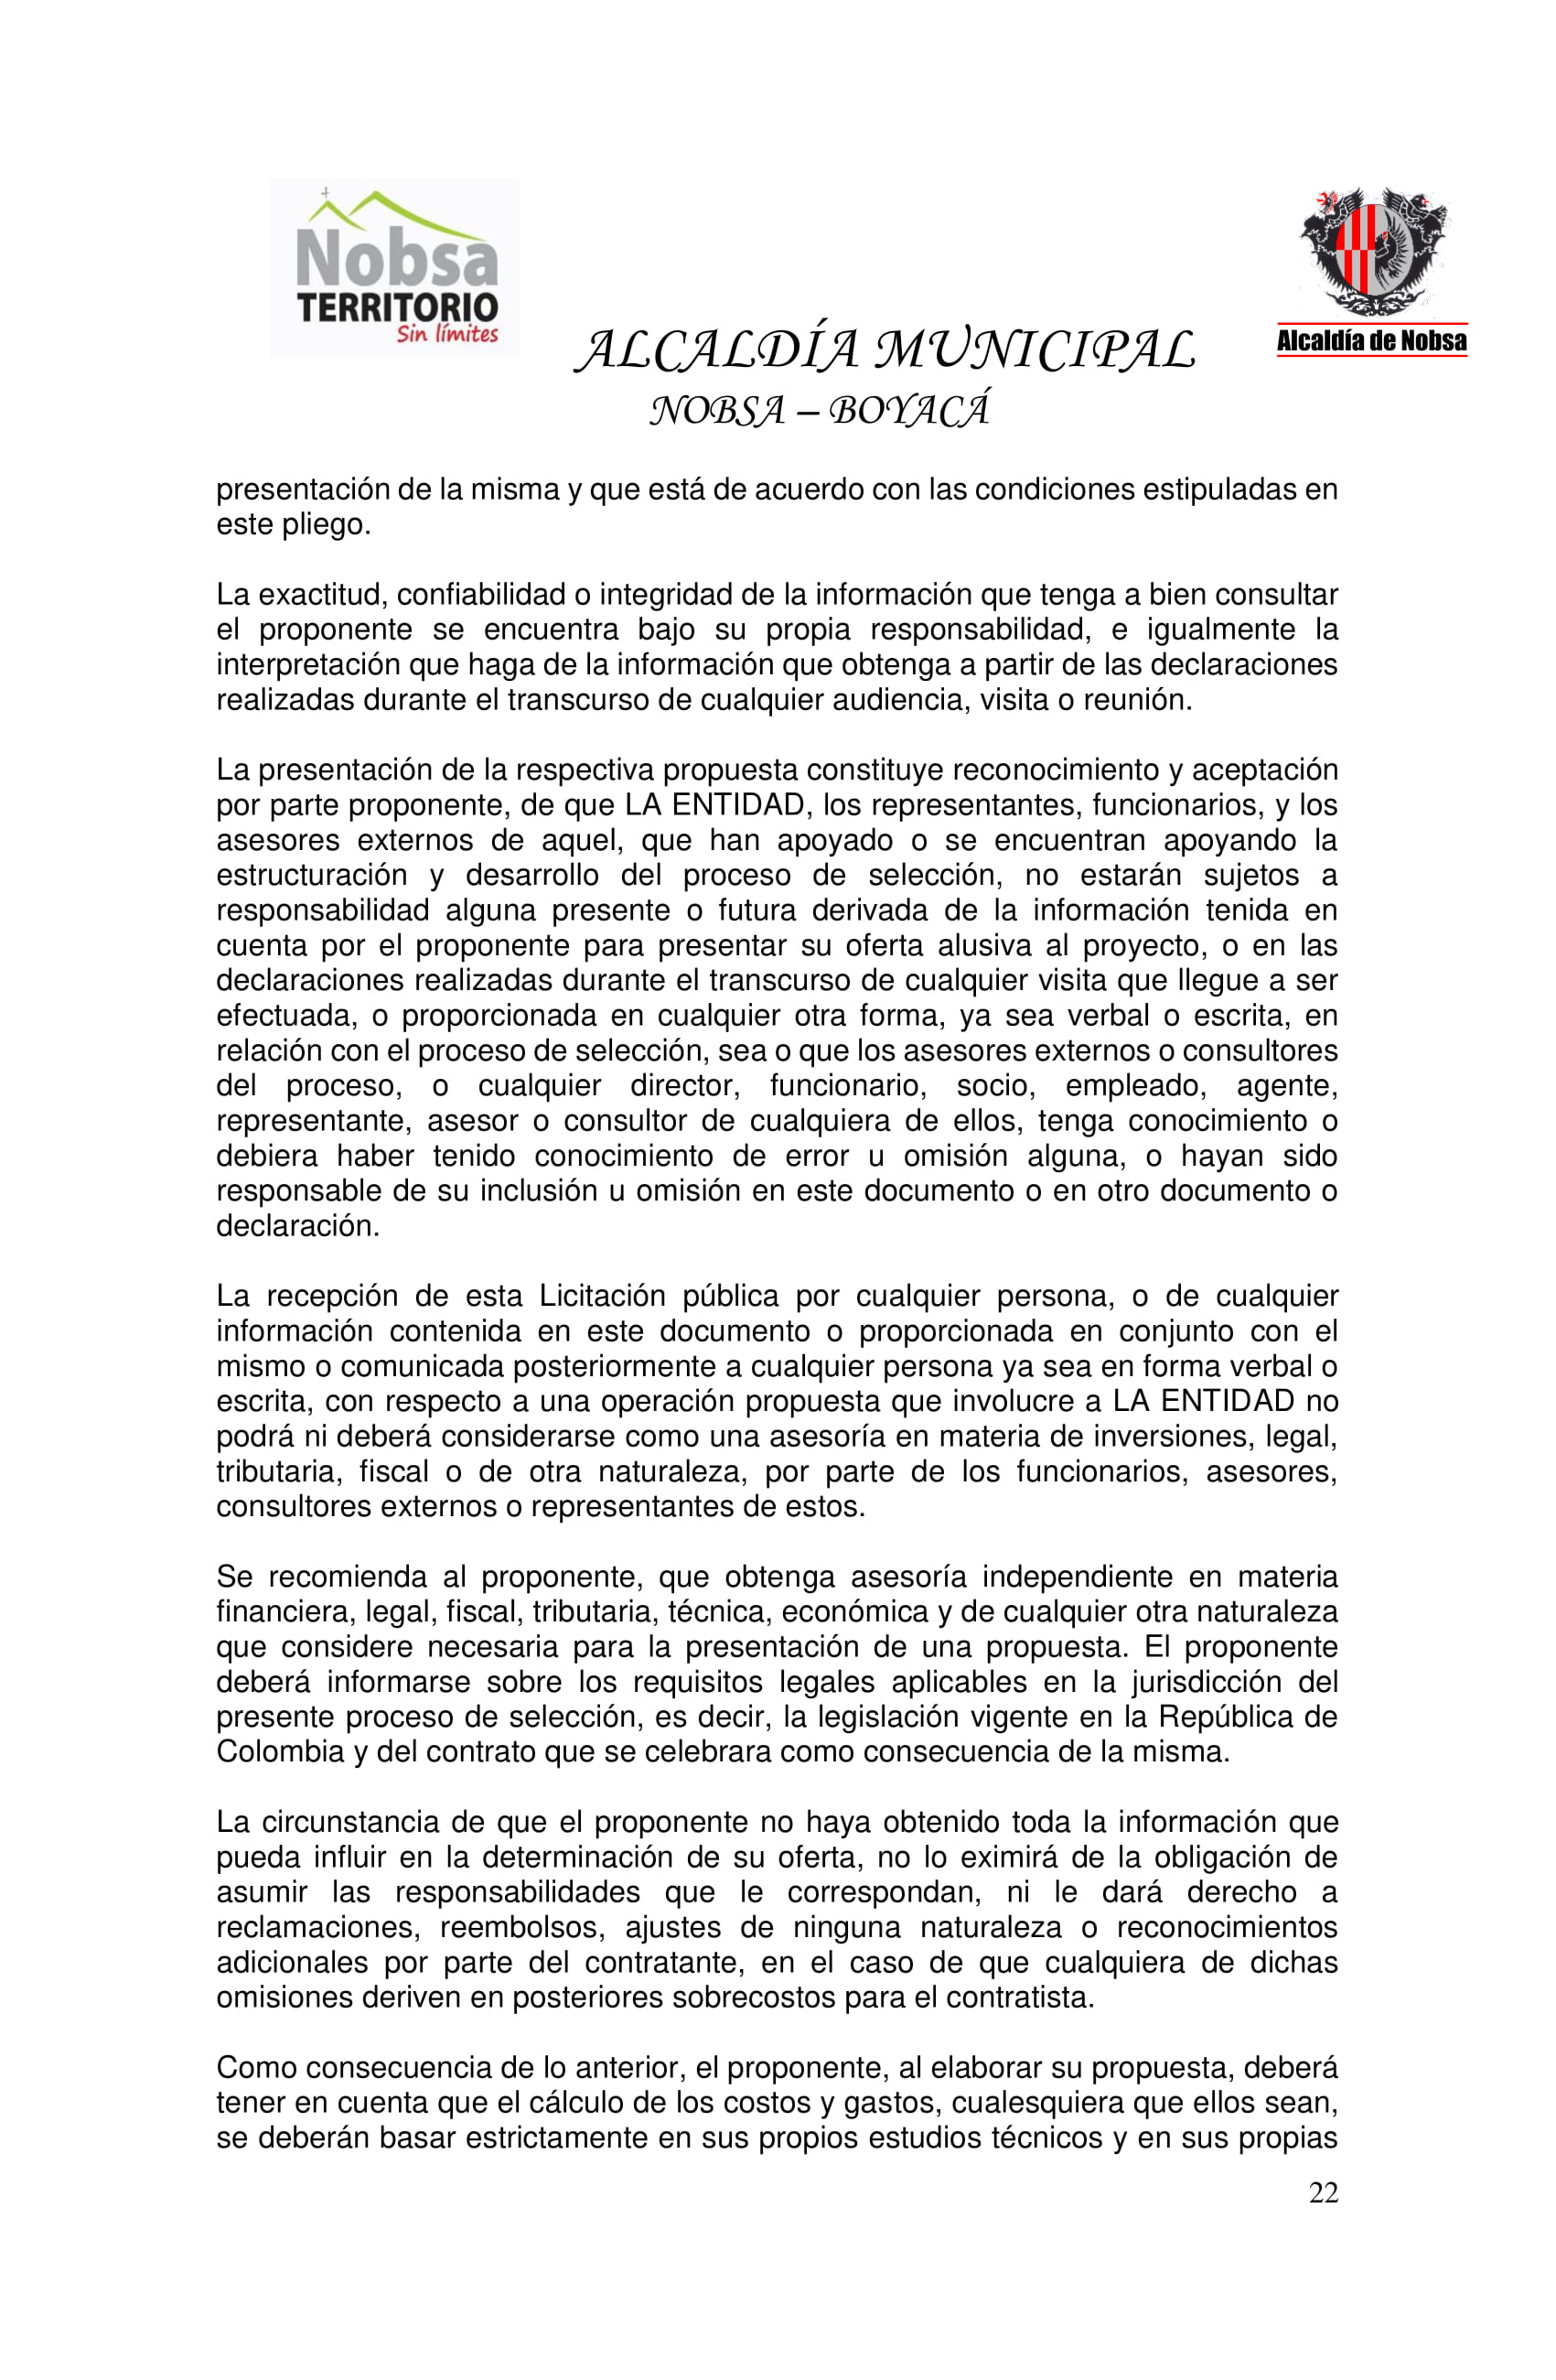 Nobsa
TERRITORIO
Sin límites
ALCALDÍA MUNICIPAL
NOBSA – BOYACÁ
Alcaldía de Nobsa
presentación de la misma y que está de acuerdo con las condiciones estipuladas en
este pliego.
La exactitud, confiabilidad o integridad de la información que tenga a bien consultar
el proponente se encuentra bajo su propia responsabilidad, e igualmente la
interpretación que haga de la información que obtenga a partir de las declaraciones
realizadas durante el transcurso de cualquier audiencia, visita o reunión.
La presentación de la respectiva propuesta constituye reconocimiento y aceptación
por parte proponente, de que LA ENTIDAD, los representantes, funcionarios, y los
asesores externos de aquel, que han apoyado o se encuentran apoyando la
estructuración y desarrollo del proceso de selección, no estarán sujetos a
responsabilidad alguna presente o futura derivada de la información tenida en
cuenta por el proponente para presentar su oferta alusiva al proyecto, o en las
declaraciones realizadas durante el transcurso de cualquier visita que llegue a ser
efectuada, o proporcionada en cualquier otra forma, ya sea verbal o escrita, en
relación con el proceso de selección, sea o que los asesores externos o consultores
del proceso, o cualquier director, funcionario, socio, empleado, agente,
representante, asesor o consultor de cualquiera de ellos, tenga conocimiento o
debiera haber tenido conocimiento de error u omisión alguna, o hayan sido
responsable de su inclusión u omisión en este documento o en otro documento o
declaración.
La recepción de esta Licitación pública por cualquier persona, o de cualquier
información contenida en este documento o proporcionada en conjunto con el
mismo o comunicada posteriormente a cualquier persona ya sea en forma verbal o
escrita, con respecto a una operación propuesta que involucre a LA ENTIDAD no
podrá ni deberá considerarse como una asesoría en materia de inversiones, legal,
tributaria, fiscal o de otra naturaleza, por parte de los funcionarios, asesores,
consultores externos o representantes de estos.
Se recomienda al proponente, que obtenga asesoría independiente en materia
financiera, legal, fiscal, tributaria, técnica, económica y de cualquier otra naturaleza
que considere necesaria para la presentación de una propuesta. El proponente
deberá informarse sobre los requisitos legales aplicables en la jurisdicción del
presente proceso de selección, es decir, la legislación vigente en la República de
Colombia y del contrato que se celebrara como consecuencia de la misma.
La circunstancia de que el proponente no haya obtenido toda la información que
pueda influir en la determinación de su oferta, no lo eximirá de la obligación de
asumir las responsabilidades que le correspondan, ni le dará derecho a
reclamaciones, reembolsos, ajustes de ninguna naturaleza o reconocimientos
adicionales por parte del contratante, en el caso de que cualquiera de dichas
omisiones deriven en posteriores sobrecostos para el contratista.
Como consecuencia de lo anterior, el proponente, al elaborar su propuesta, deberá
tener en cuenta que el cálculo de los costos y gastos, cualesquiera que ellos sean,
se deberán basar estrictamente en sus propios estudios técnicos y en sus propias
22